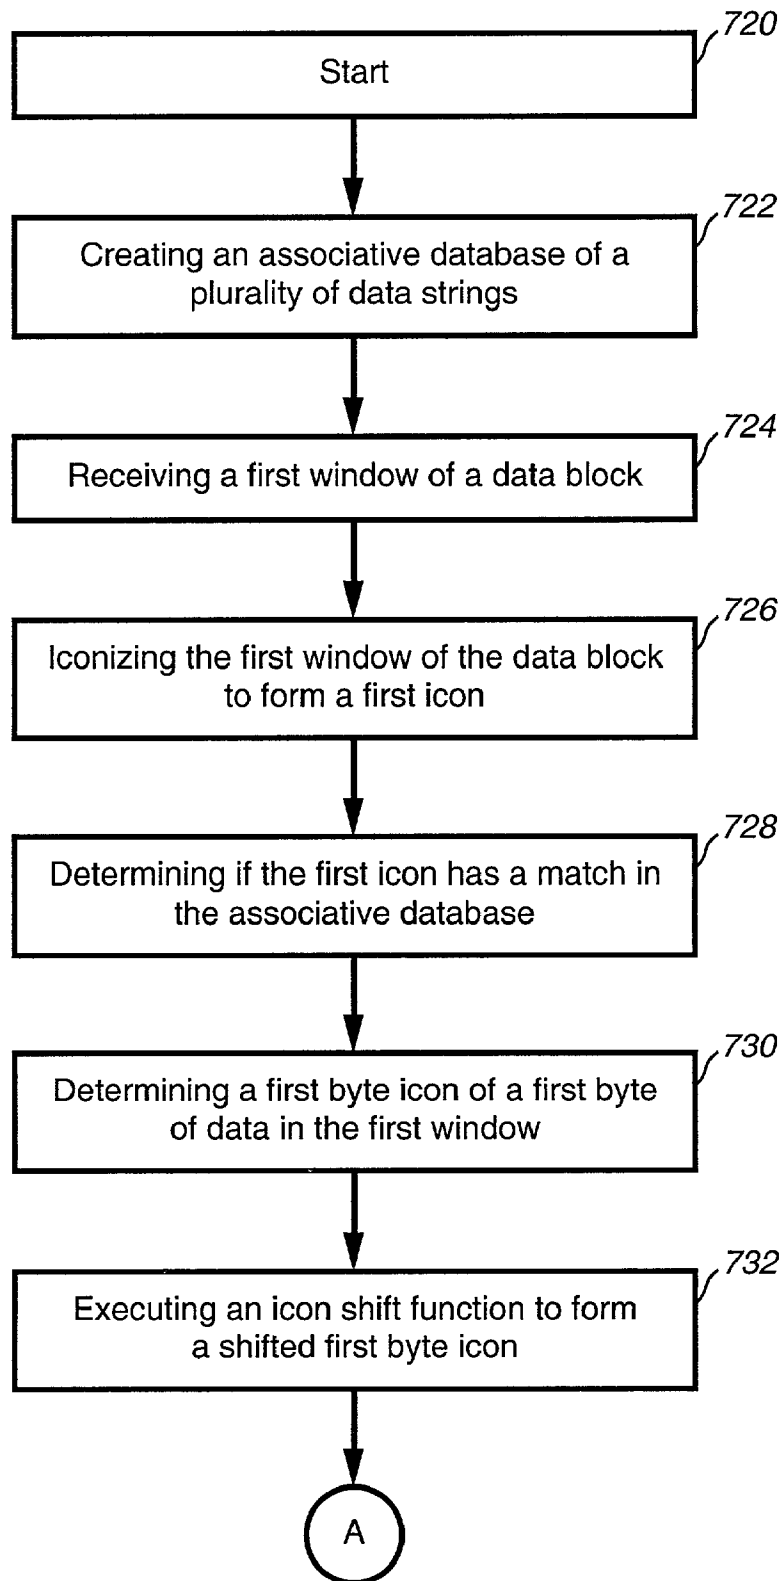 720
Start
722
Creating an associative database of a
plurality of data strings
724
Receiving a first window of a data block
726
Iconizing the first window of the data block
to form a first icon
728
Determining if the first icon has a match in
the associative database
730
Determining a first byte icon of a first byte
of data in the first window
732
Executing an icon shift function to form
a shifted first byte icon
A